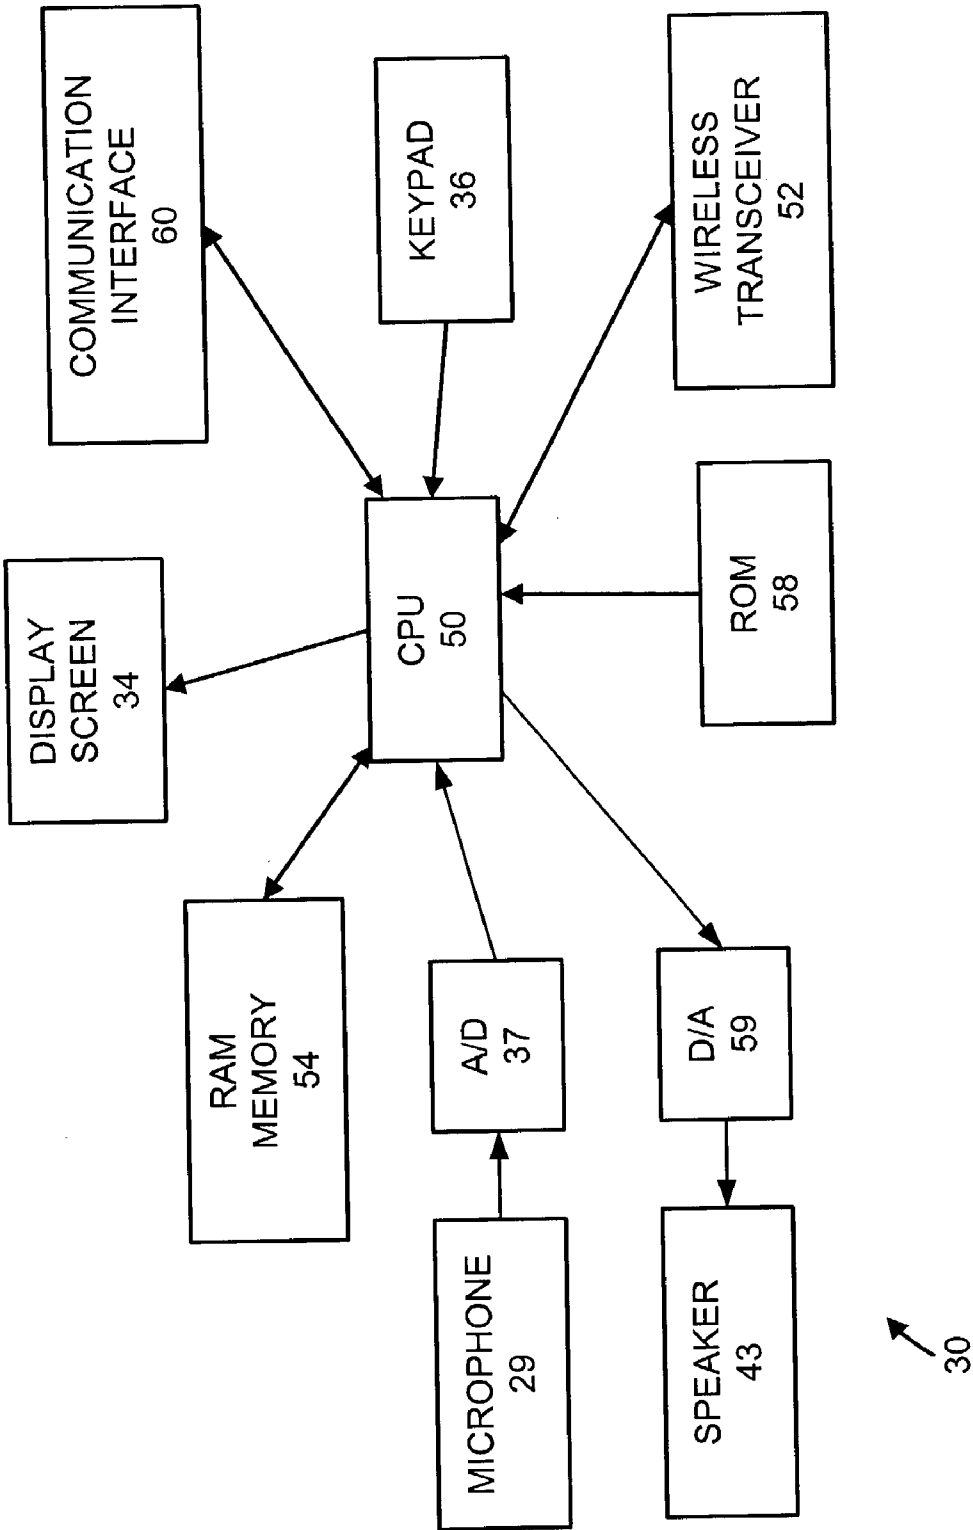 RAM
MEMORY
54
DISPLAY
SCREEN
34
COMMUNICATION
INTERFACE
60
MICROPHONE
29
A/D
37
CPU
50
KEYPAD
36
SPEAKER
43
D/A
59
ROM
58
WIRELESS
TRANSCEIVER
52
30